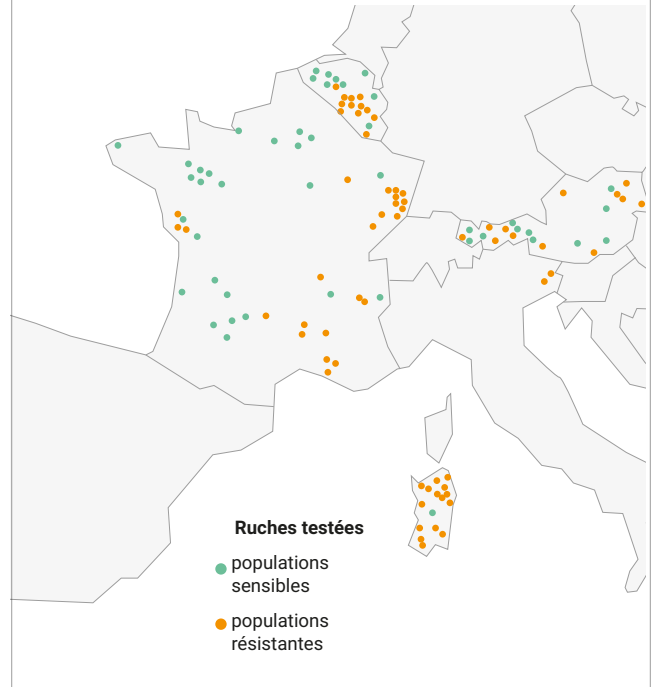 Ruches testées
populations
sensibles
populations
résistantes